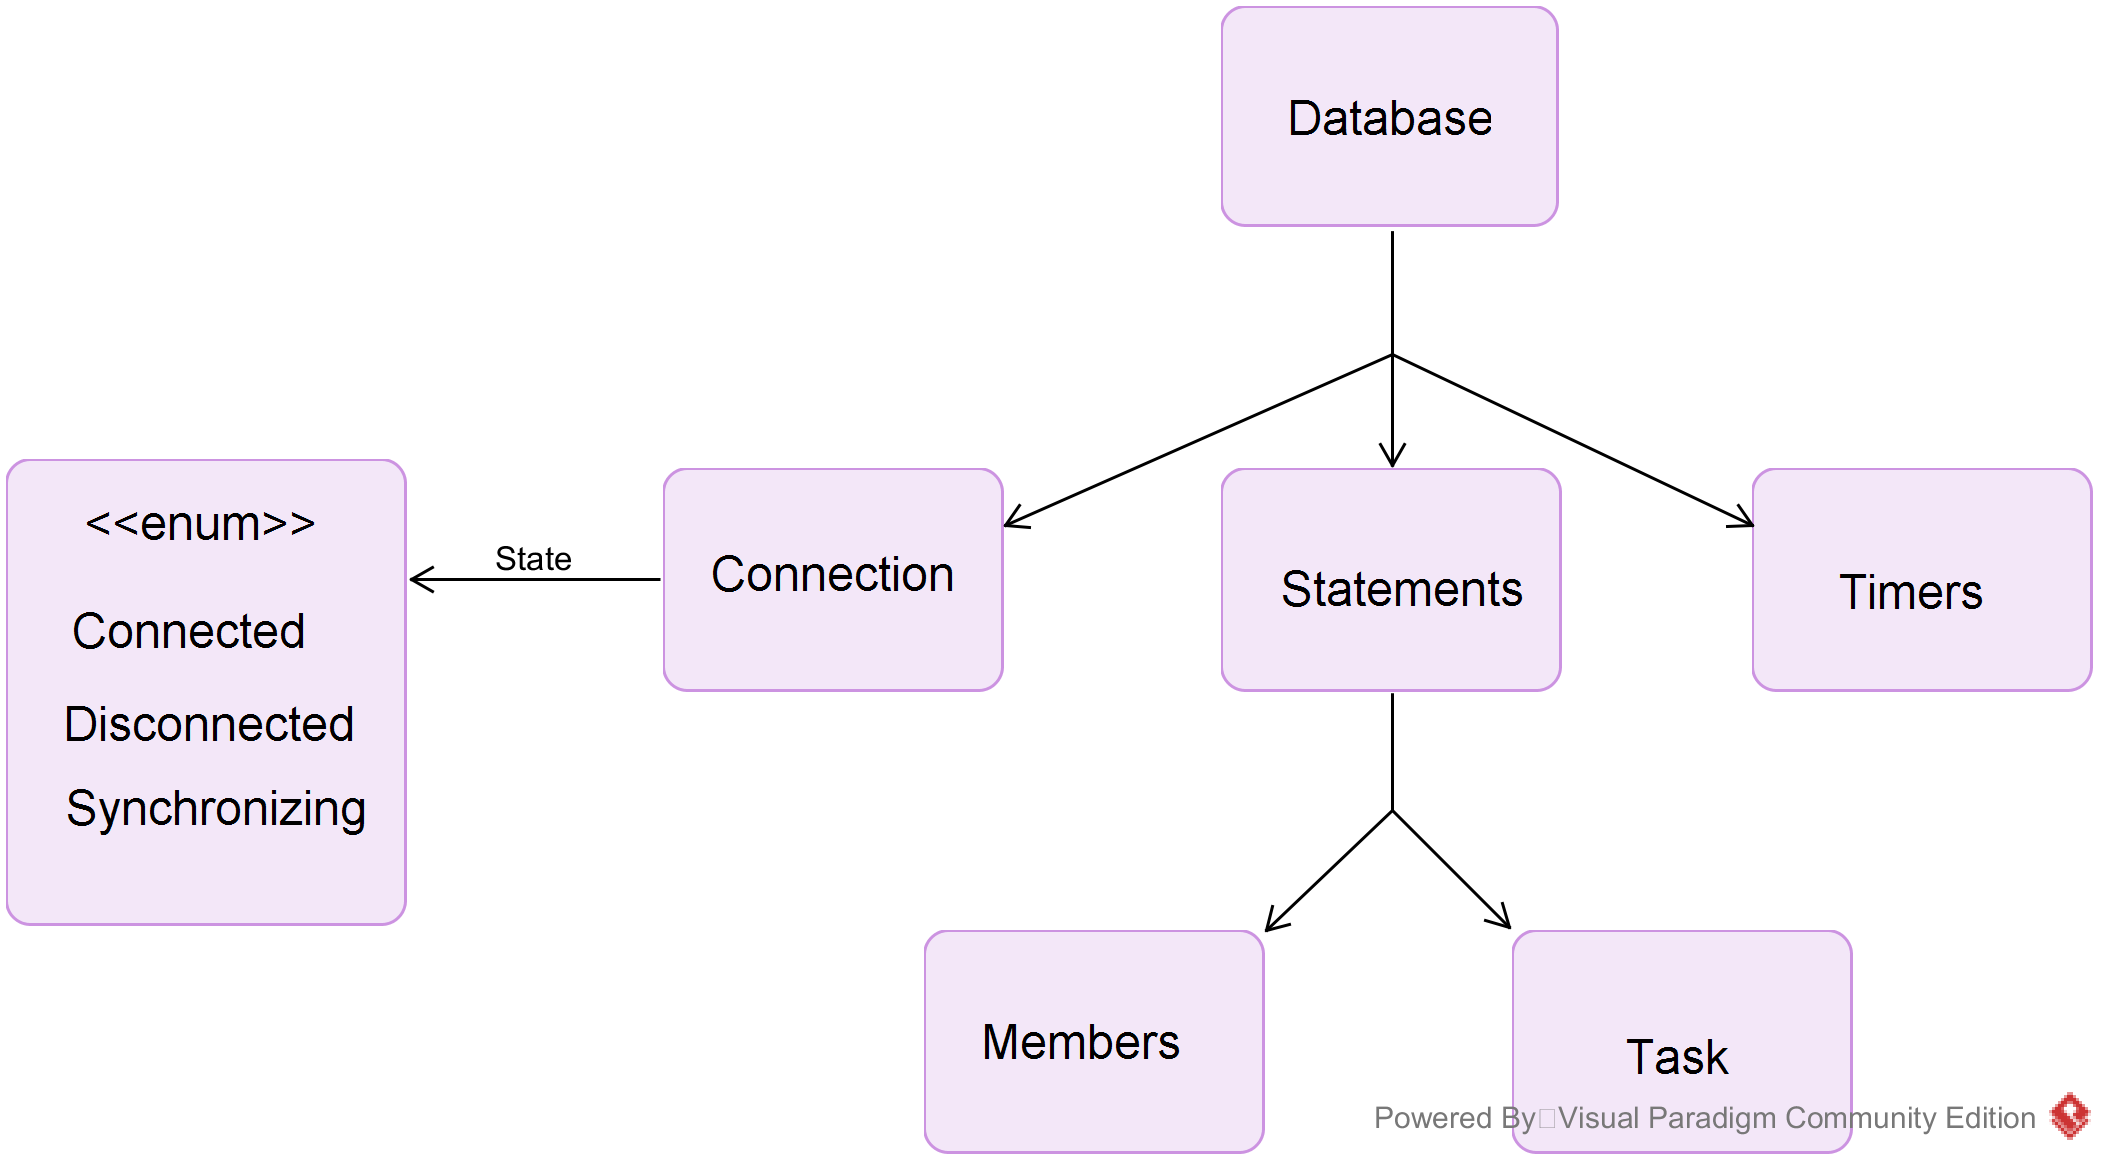 Database
<<enum>>
Connected
Disconnected
Synchronizing
State
Connection
Statements
Timers
Members
Task
Powered By Visual Paradigm Community Edition